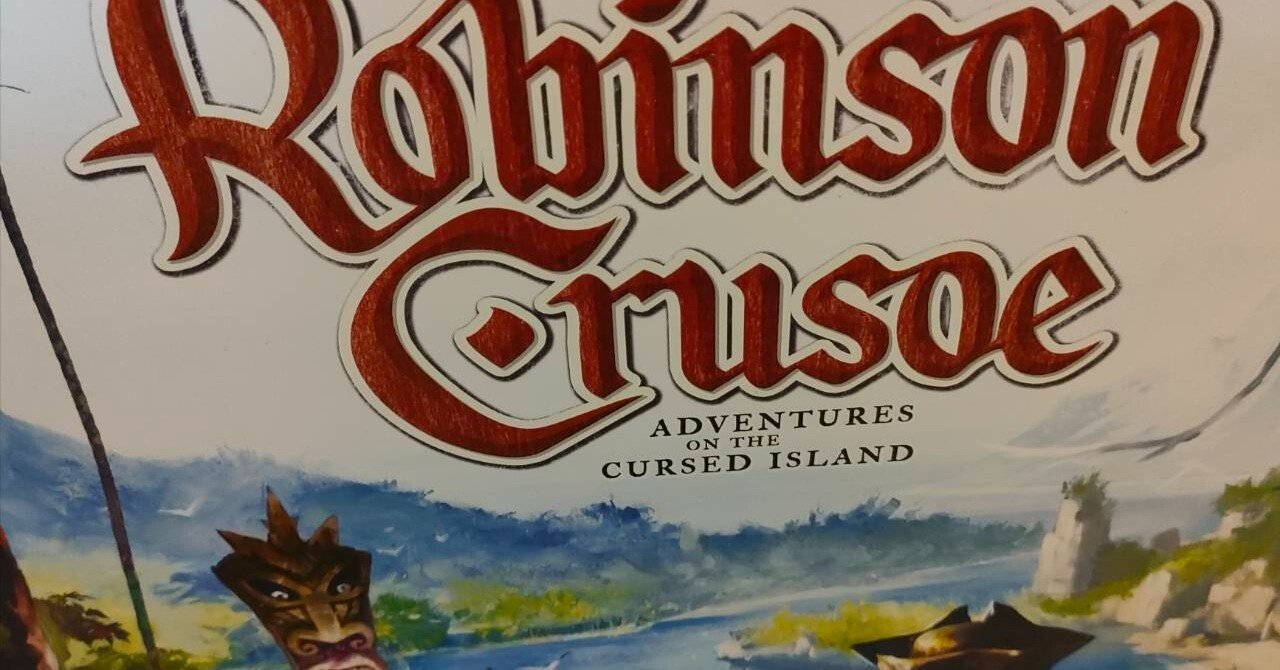 Robinson
Crusoe
ADVENTURES
ON THE
CURSED ISLAND